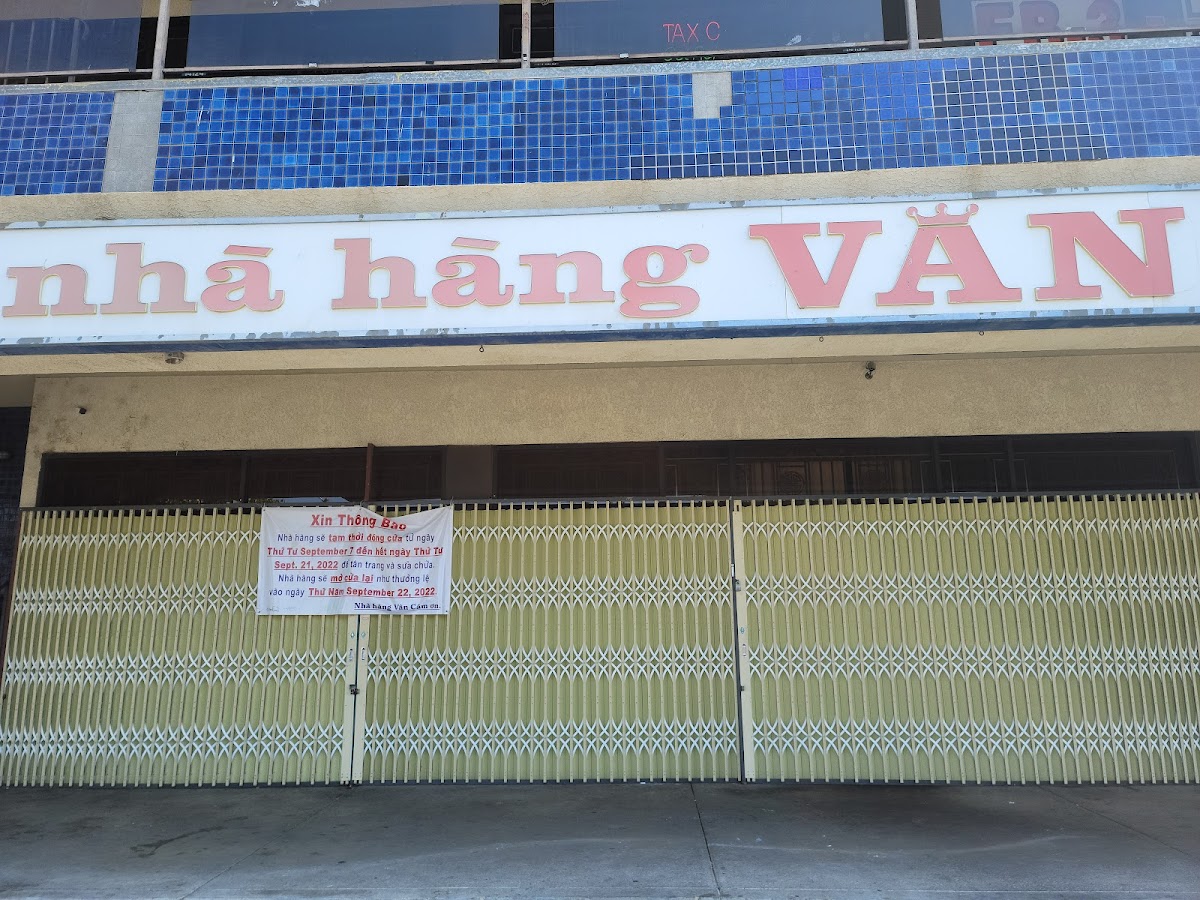 TAX C
nhà hàng VĂN
Xin Thông Báo
Nhà hàng sẽ tạm thời đóng cửa từ ngày
Thứ Tư September 7 đến hết ngày Thứ Tư
Sept. 21, 2022 để tân trang và sửa chữa.
Nhà hàng sẽ mở cửa lại như thường lệ
vào ngày Thứ Năm September 22, 2022.
Nhà hàng Văn Cảm ơn.